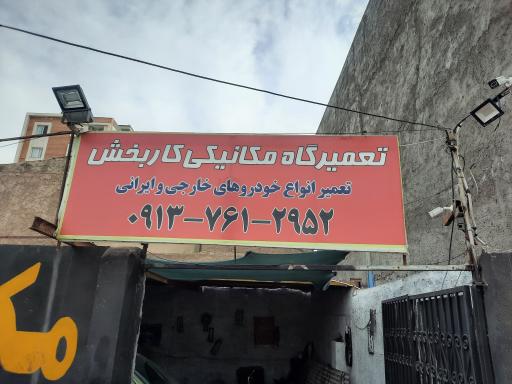 تعمیرگاه مکانیکی کاربخش
تعمیر انواع خودروهای خارجی و ایرانی
۰۹۱۳-۷۶۱-۲۹۵۲